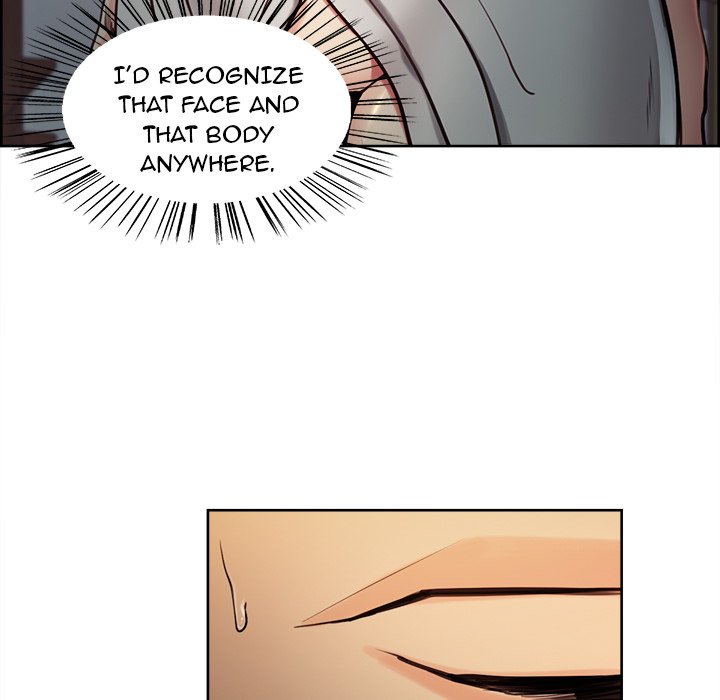 I'D RECOGNIZE
THAT FACE AND
THAT BODY
ANYWHERE.